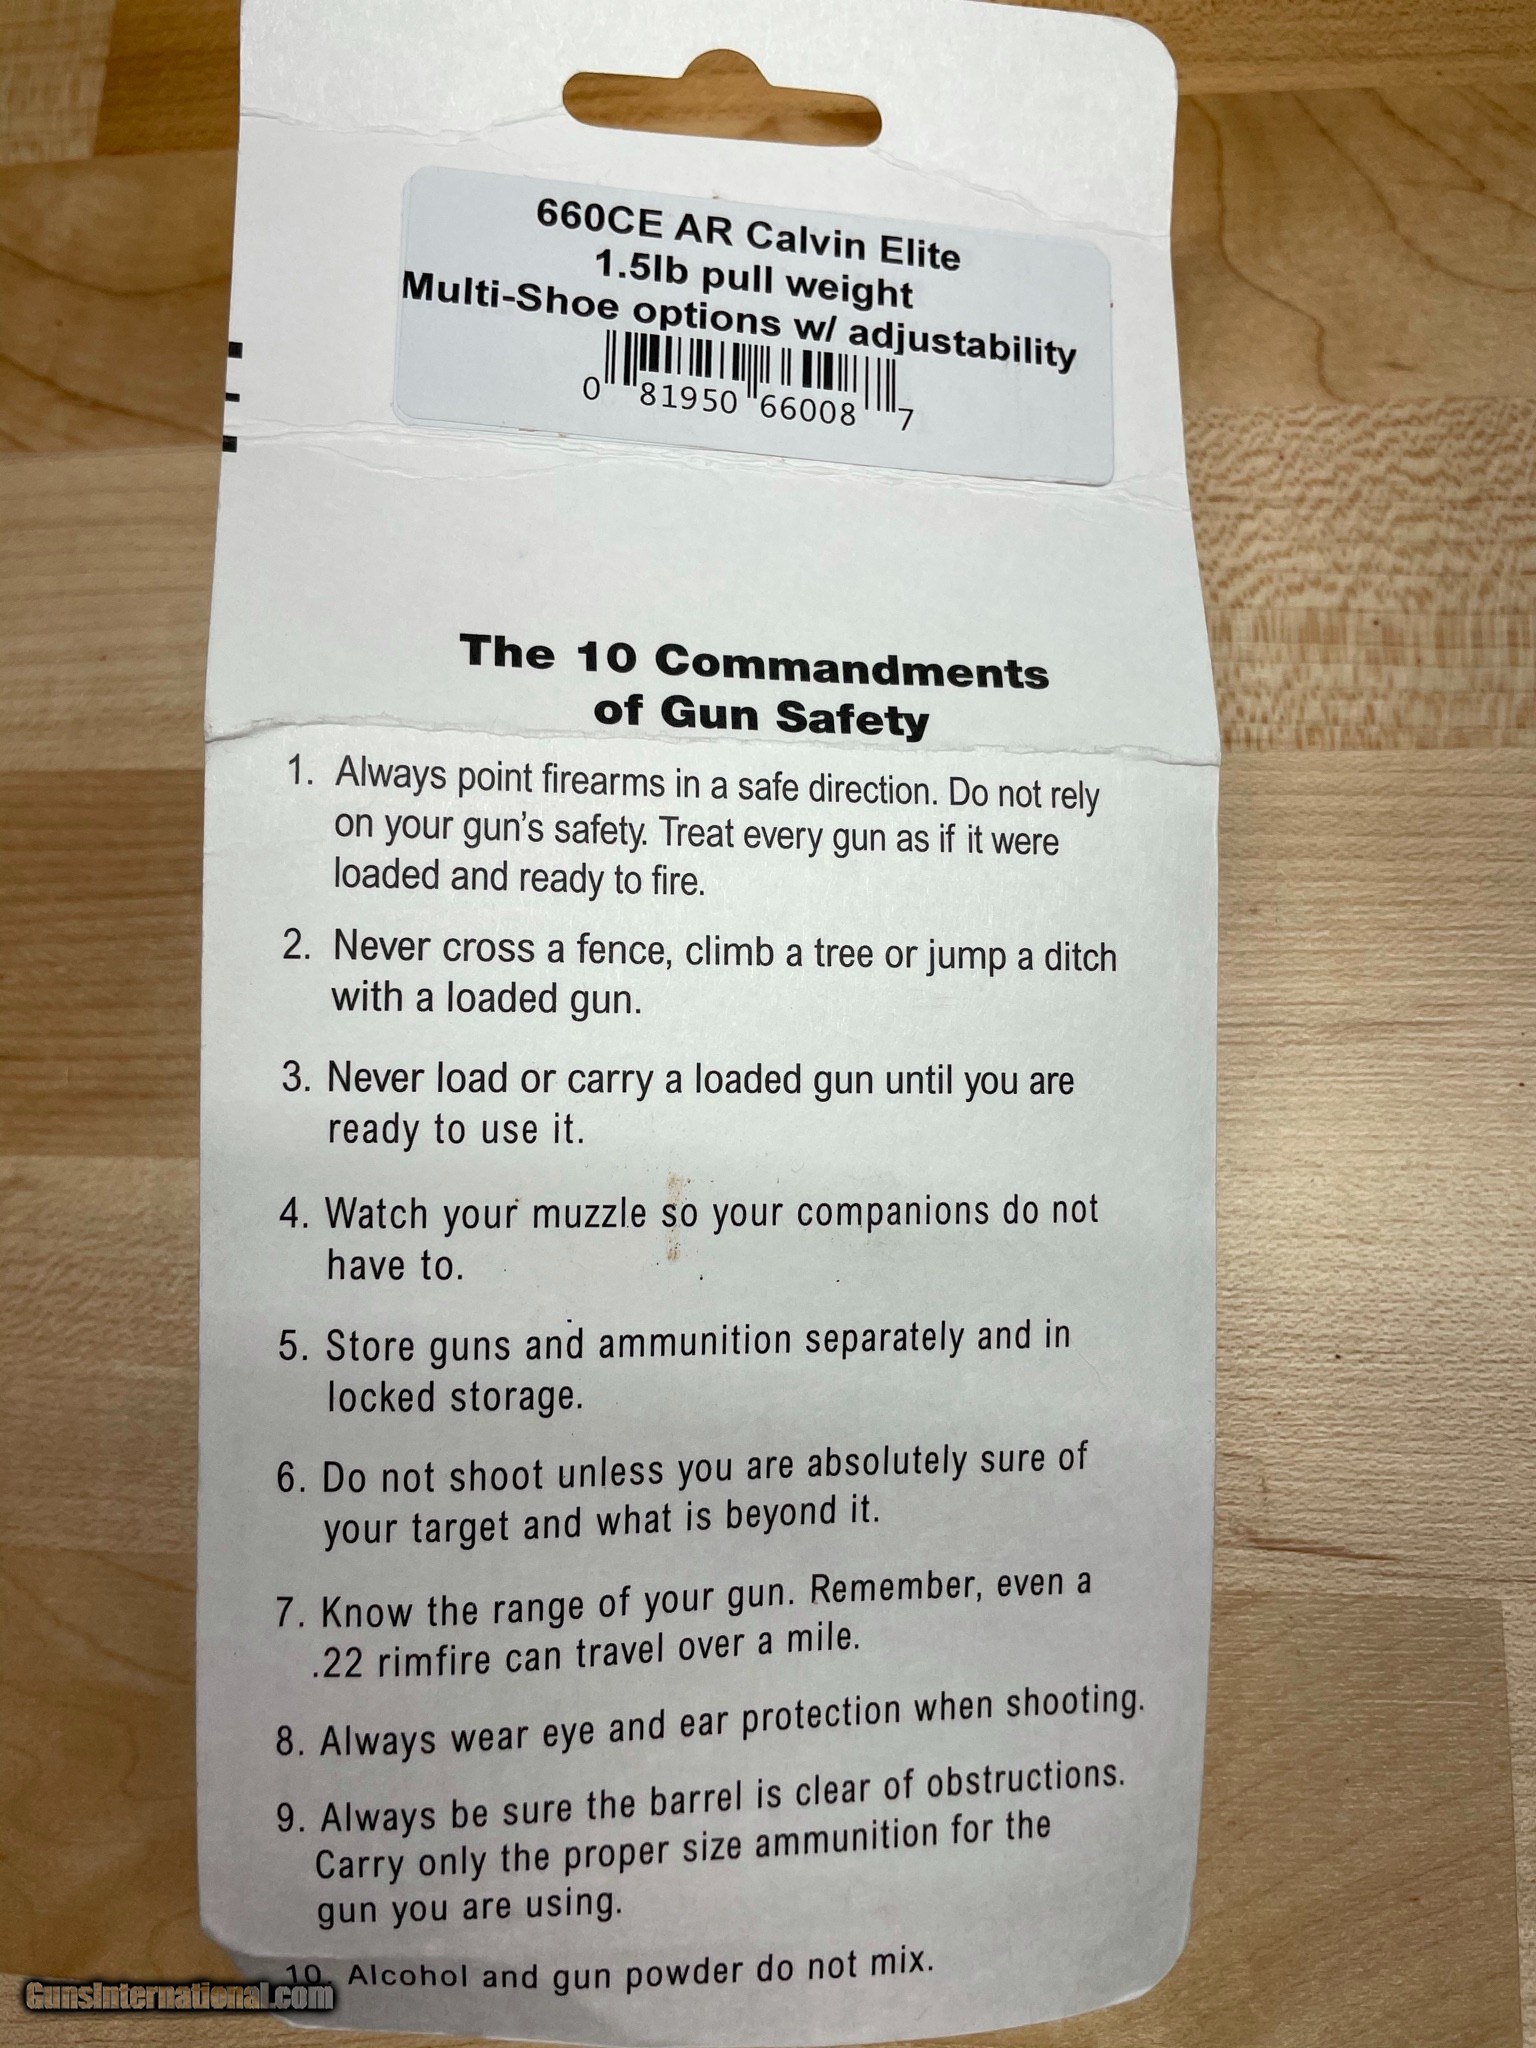 660CE AR Calvin Elite
1.5lb pull weight
Multi-Shoe options w/ adjustability
0 81950 66008 7
The 10 Commandments
of Gun Safety
1. Always point firearms in a safe direction. Do not rely
on your gun's safety. Treat every gun as if it were
loaded and ready to fire.
2. Never cross a fence, climb a tree or jump a ditch
with a loaded gun.
3. Never load or carry a loaded gun until you are
ready to use it.
4. Watch your muzzle so your companions do not
have to.
5. Store guns and ammunition separately and in
locked storage.
6. Do not shoot unless you are absolutely sure of
your target and what is beyond it.
7. Know the range of your gun. Remember, even a
.22 rimfire can travel over a mile.
8. Always wear eye and ear protection when shooting.
9. Always be sure the barrel is clear of obstructions.
Carry only the proper size ammunition for the
gun you are using.
10. Alcohol and gun powder do not mix.
GunsInternational.com